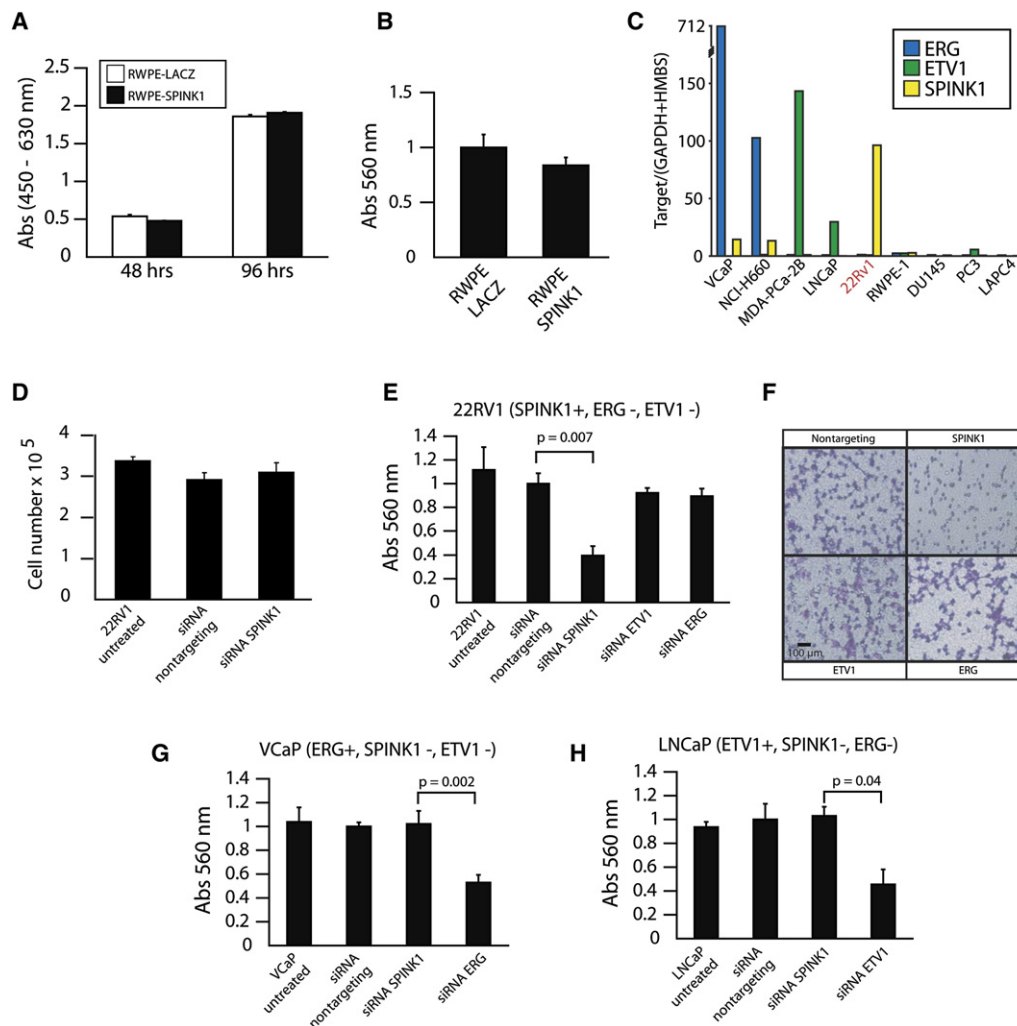 A
Abs (450 - 630 nm)
2.5
2
1.5
1
0.5
0
RWPE-LACZ
RWPE-SPINK1
48 hrs
96 hrs
B
Abs 560 nm
1.5
1
0.5
0
RWPE
LACZ
RWPE
SPINK1
C
Target/(GAPDH+HMBS)
712
150
100
50
0
ERG
ETV1
SPINK1
VCaP
NCI-H660
MDA-PCa-2B
LNCaP
22Rv1
RWPE-1
DU145
PC3
LAPC4
D
Cell number x 10 5
4
3
2
1
0
22RV1
untreated
siRNA
nontargeting
siRNA SPINK1
E
22RV1 (SPINK1+, ERG -, ETV1 -)
p = 0.007
Abs 560 nm
1.4
1.2
1
0.8
0.6
0.4
0.2
0
22RV1
untreated
siRNA
nontargeting
siRNA SPINK1
siRNA ETV1
siRNA ERG
F
Nontargeting
SPINK1
100 µm
ETV1
ERG
G
VCaP (ERG+, SPINK1 -, ETV1 -)
p = 0.002
Abs 560 nm
1.4
1.2
1
0.8
0.6
0.4
0.2
0
VCaP
untreated
siRNA
nontargeting
siRNA SPINK1
siRNA ERG
H
LNCaP (ETV1+, SPINK1-, ERG-)
p = 0.04
Abs 560 nm
1.4
1.2
1
0.8
0.6
0.4
0.2
0
LNCaP
untreated
siRNA
nontargeting
siRNA SPINK1
siRNA ETV1